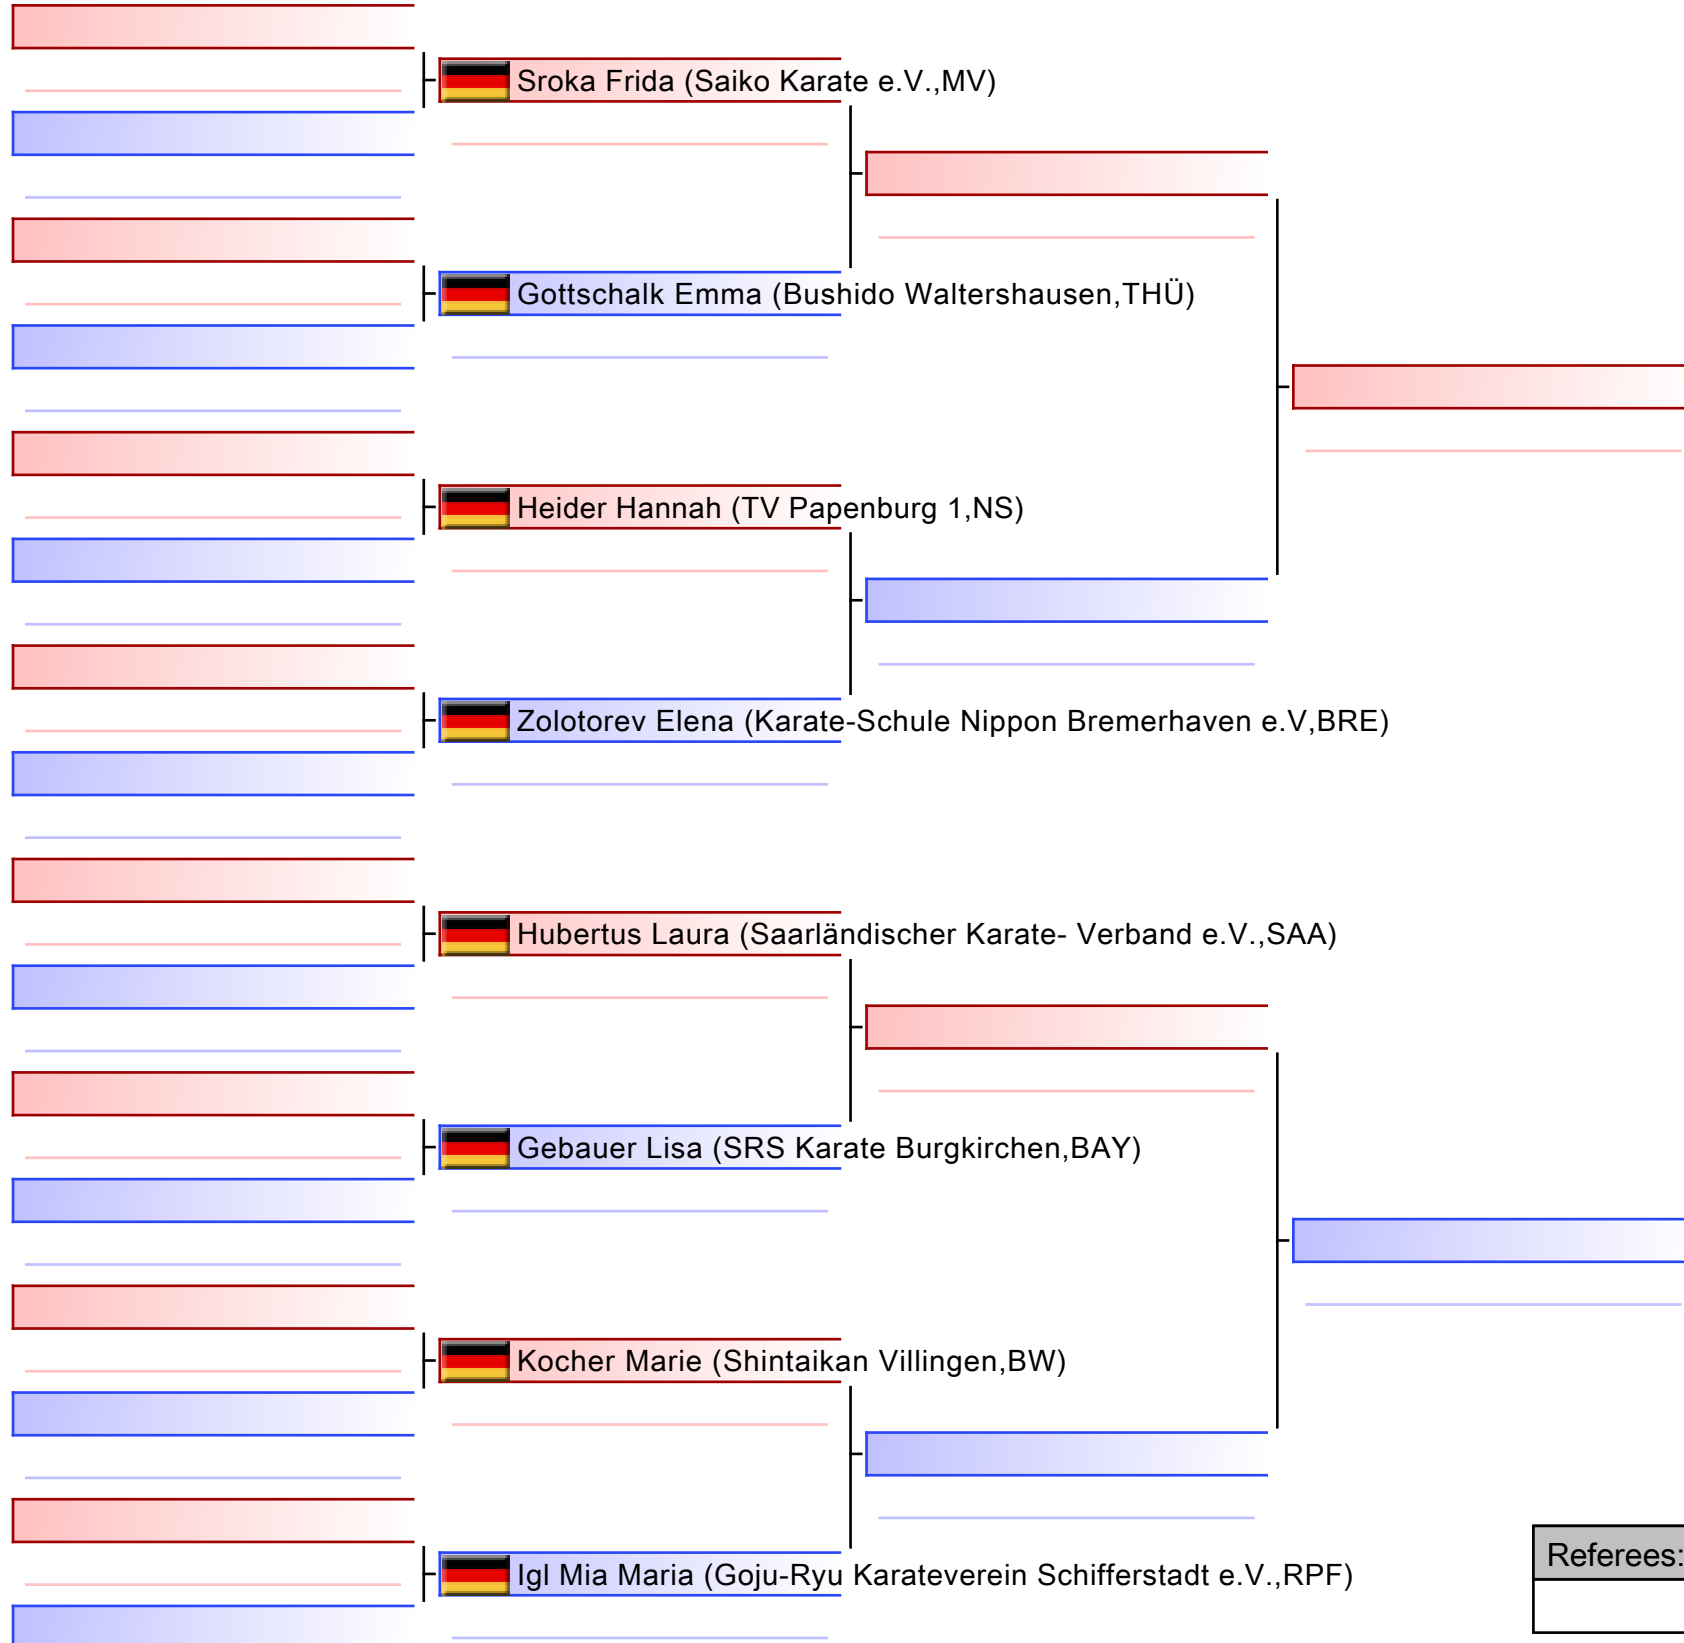 Sroka Frida (Saiko Karate e.V.,MV)
Gottschalk Emma (Bushido Waltershausen,THÜ)
Heider Hannah (TV Papenburg 1,NS)
Zolotorev Elena (Karate-Schule Nippon Bremerhaven e.V,BRE)
Hubertus Laura (Saarländischer Karate- Verband e.V.,SAA)
Gebauer Lisa (SRS Karate Burgkirchen,BAY)
Kocher Marie (Shintaikan Villingen,BW)
Igl Mia Maria (Goju-Ryu Karateverein Schifferstadt e.V.,RPF)
Referees: